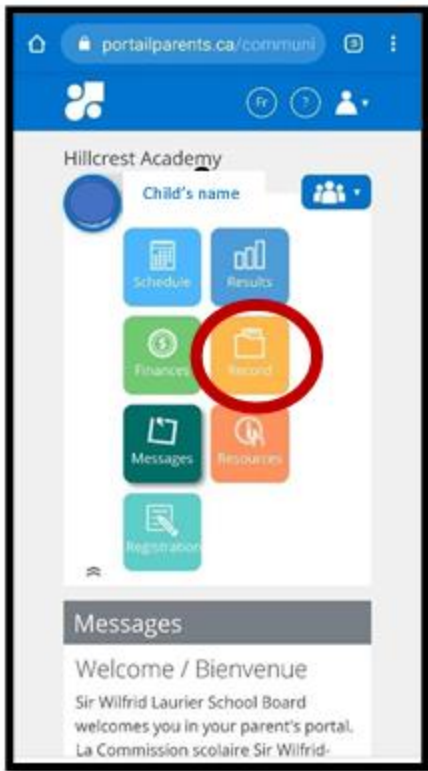 portailparents.ca/communi
3
Fr
?
Hillcrest Academy
Child's name
Schedule
Results
Finances
Record
Messages
Resources
Registration
Messages
Welcome / Bienvenue
Sir Wilfrid Laurier School Board
welcomes you in your parent's portal.
La Commission scolaire Sir Wilfrid-